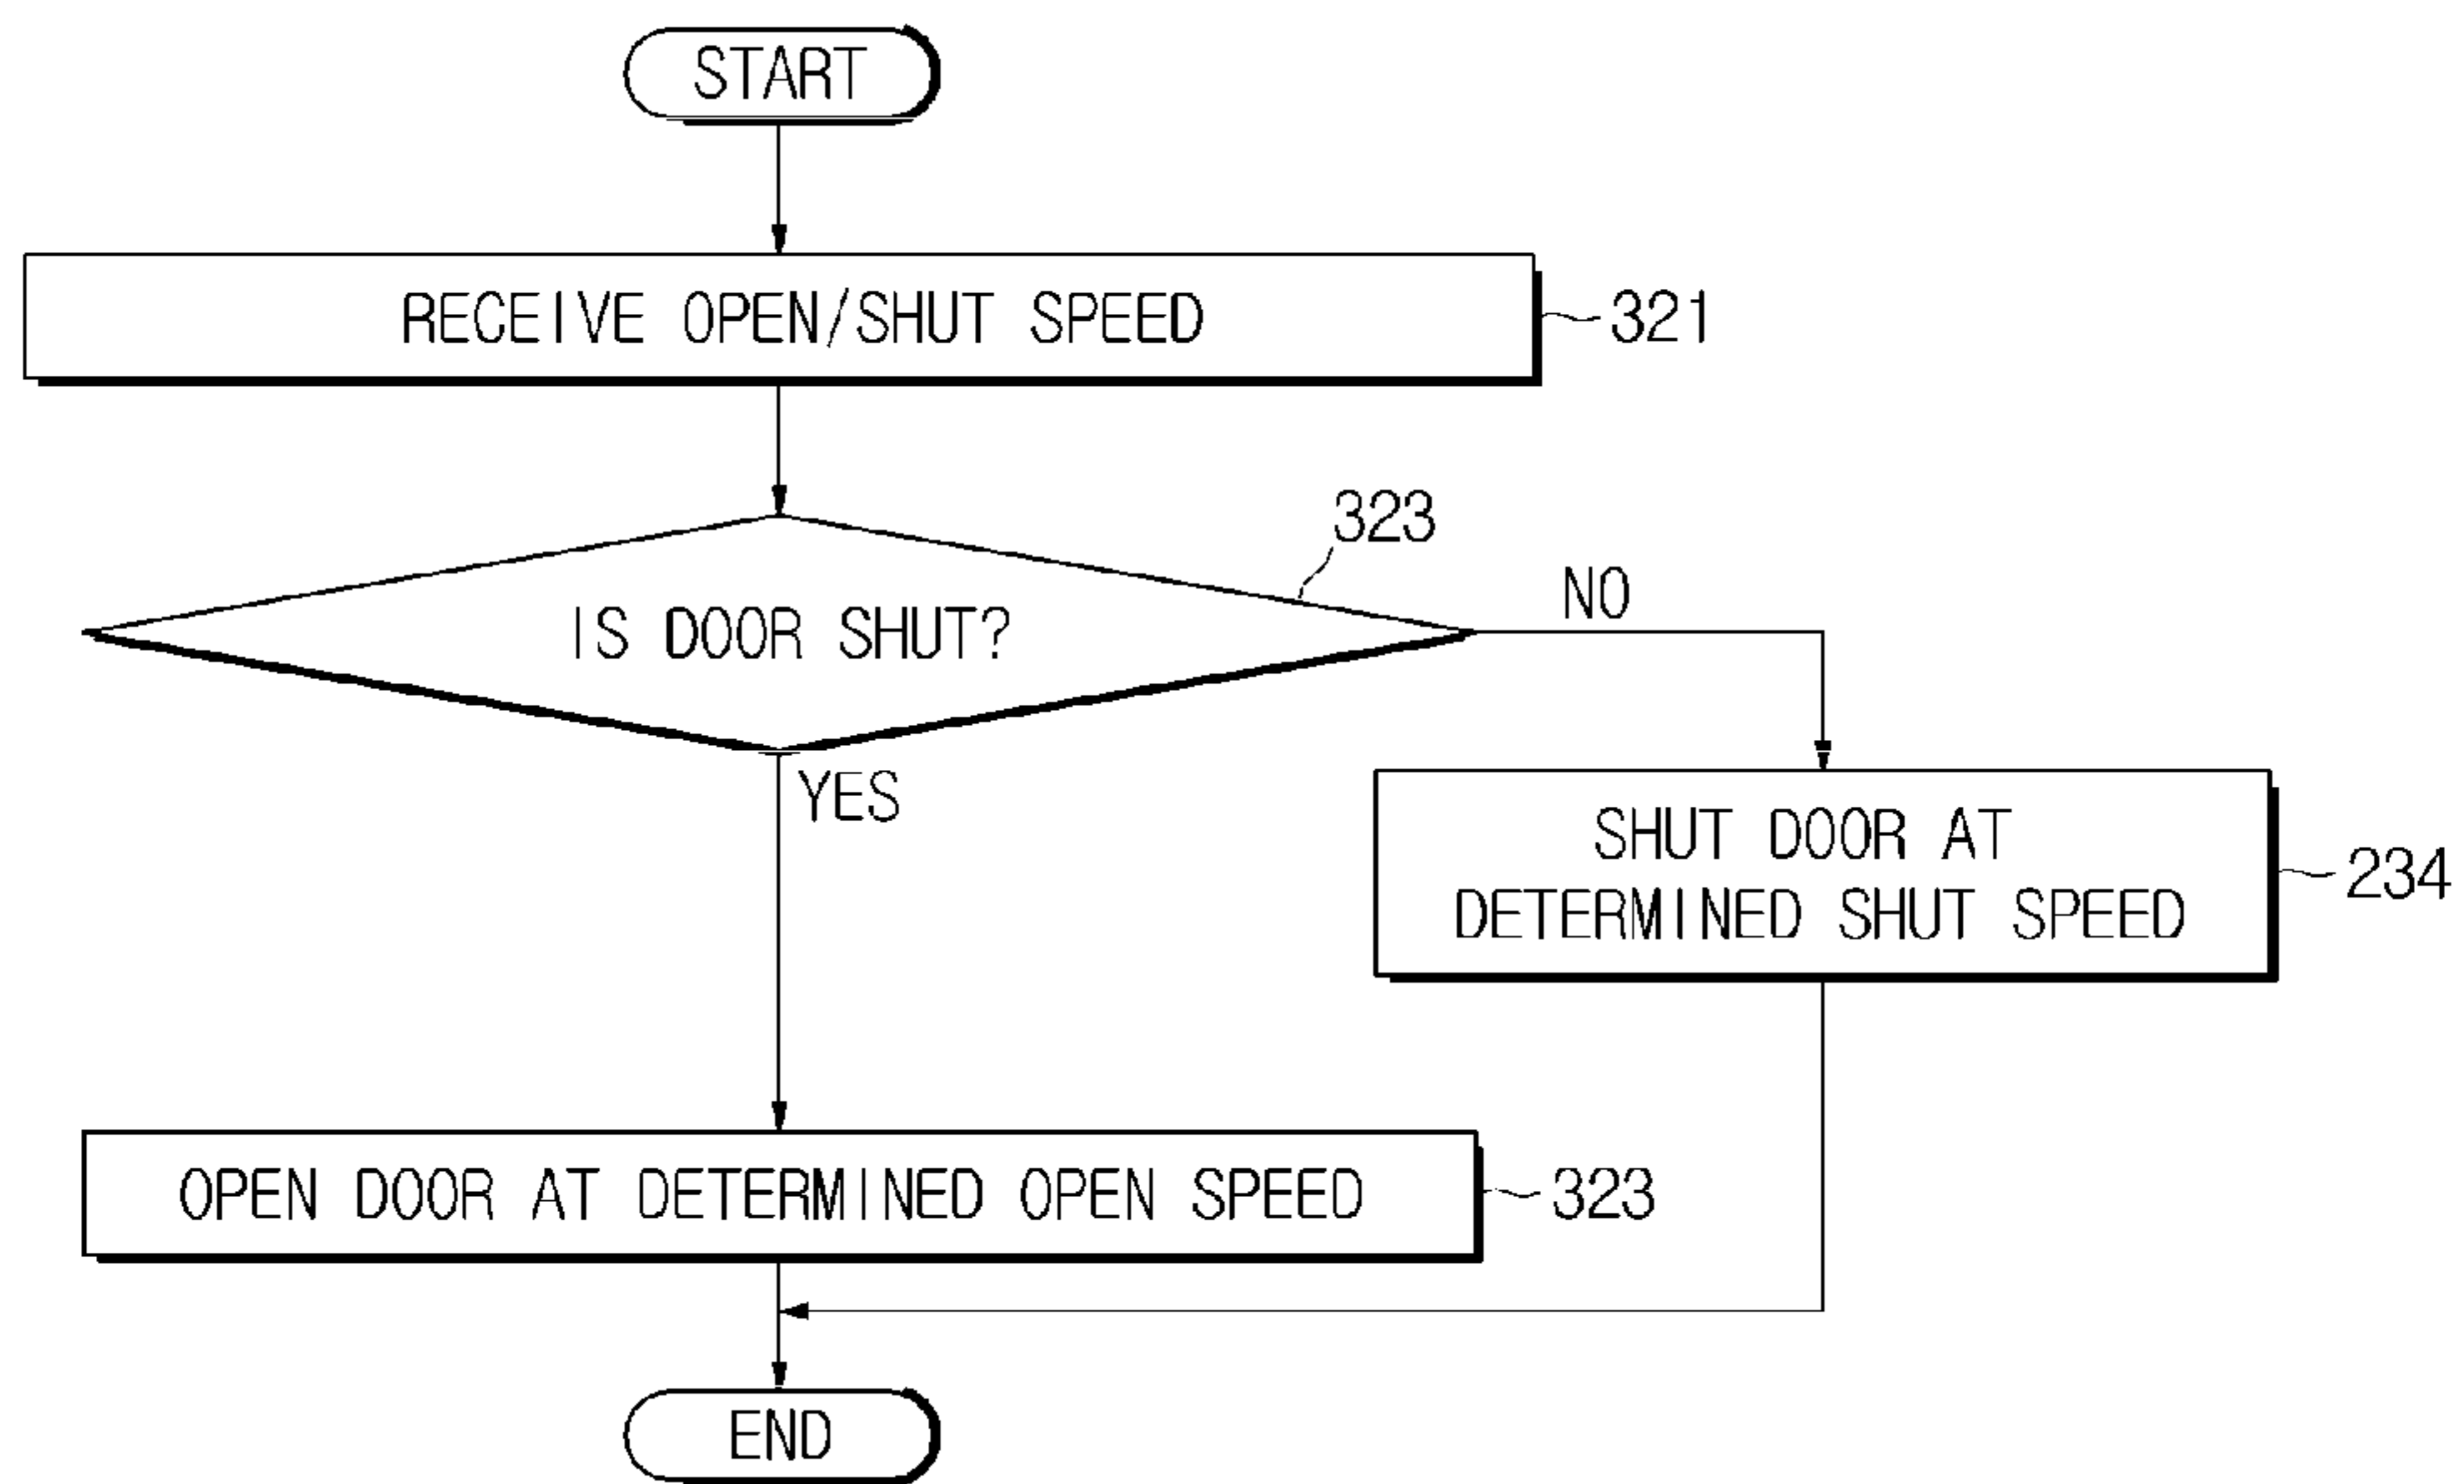 START
RECEIVE OPEN/SHUT SPEED
321
323
IS DOOR SHUT?
NO
YES
SHUT DOOR AT
DETERMINED SHUT SPEED
234
OPEN DOOR AT DETERMINED OPEN SPEED
323
END